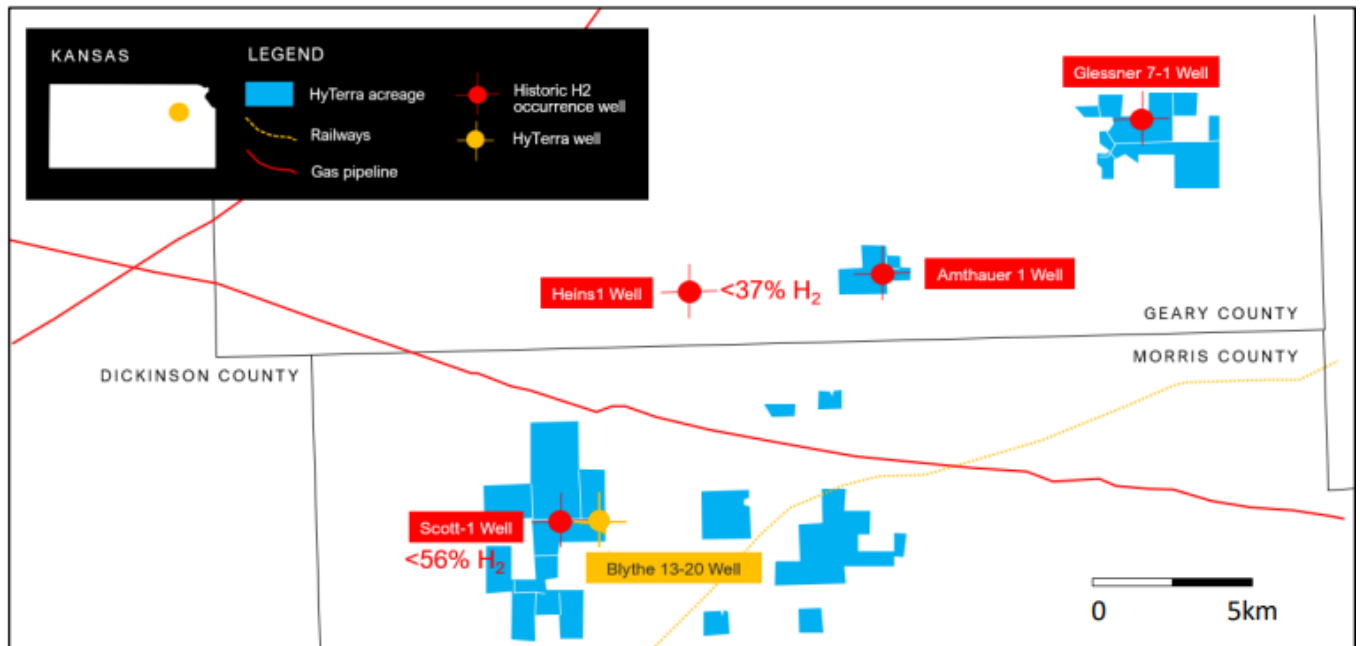 KANSAS
LEGEND
HyTerra acreage
Railways
Gas pipeline
Historic H2
occurrence well
HyTerra well
Glessner 7-1 Well
Heins1 Well
<37% H₂
Amthauer 1 Well
GEARY COUNTY
MORRIS COUNTY
DICKINSON COUNTY
Scott-1 Well
<56% H₂
Blythe 13-20 Well
0 5km